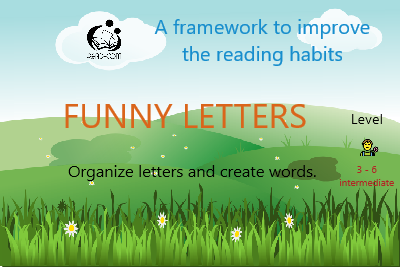 A framework to improve
the reading habits
FUNNY LETTERS
Level
Organize letters and create words.
3 - 6
intermediate